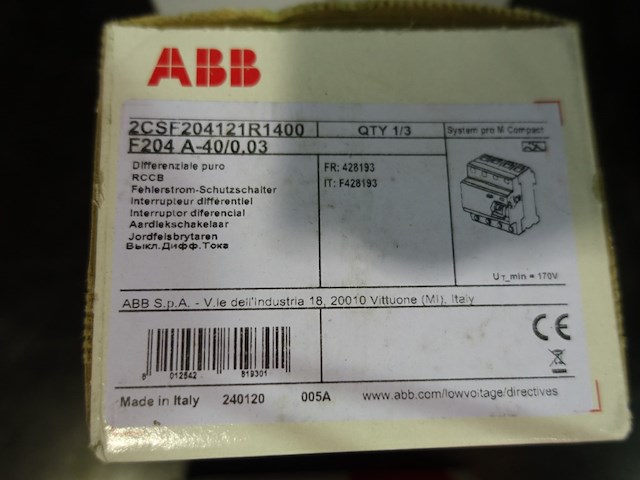 ABB
2CSF204121R1400 QTY 1/3 System pro M Compact
F204 A-40/0,03
Differenziale puro
RCCB
Fehlerstrom-Schutzschalter
Interrupteur différentiel
Interruptor diferencial
Aardlekschakelaar
Jordfelsbrytaren
Выкл.Дифф.Тока
FR: 428193
IT: F428193
UT_min = 170V
ABB S.p.A. - V.le dell'Industria 18, 20010 Vittuone (MI), Italy
8 012542 819301
CE
Made in Italy 240120 005A www.abb.com/lowvoltage/directives